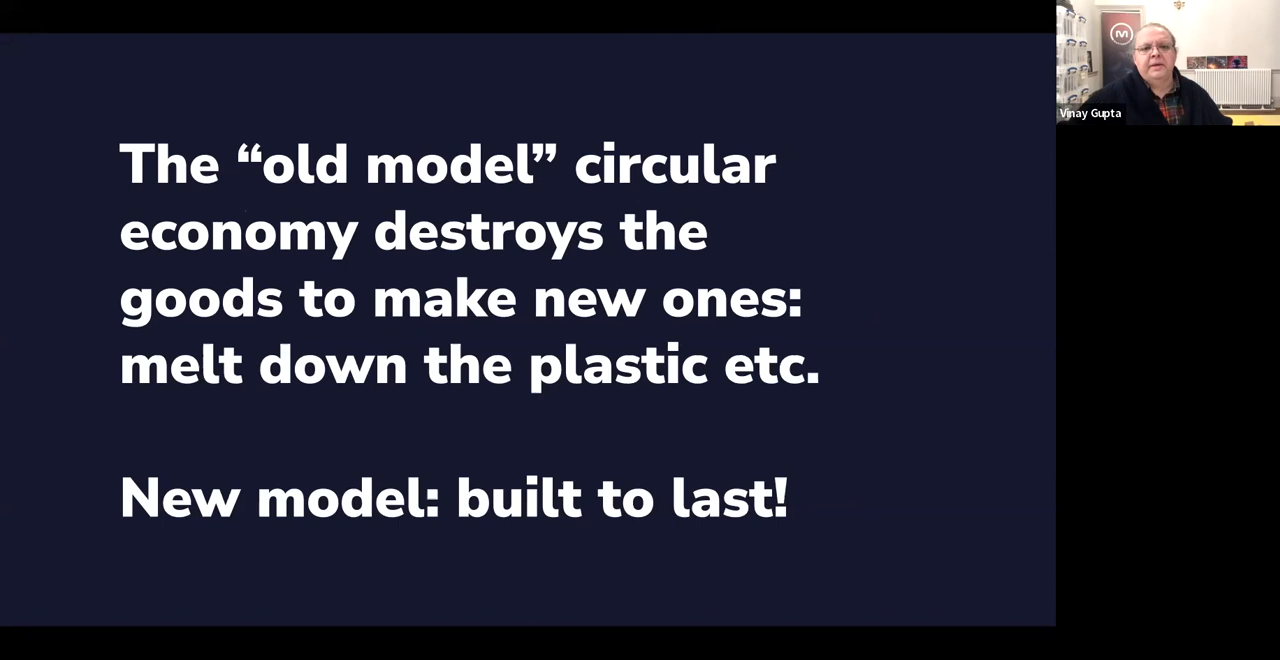 The “old model” circular
economy destroys the
goods to make new ones:
melt down the plastic etc.
New model: built to last!
Vinay Gupta